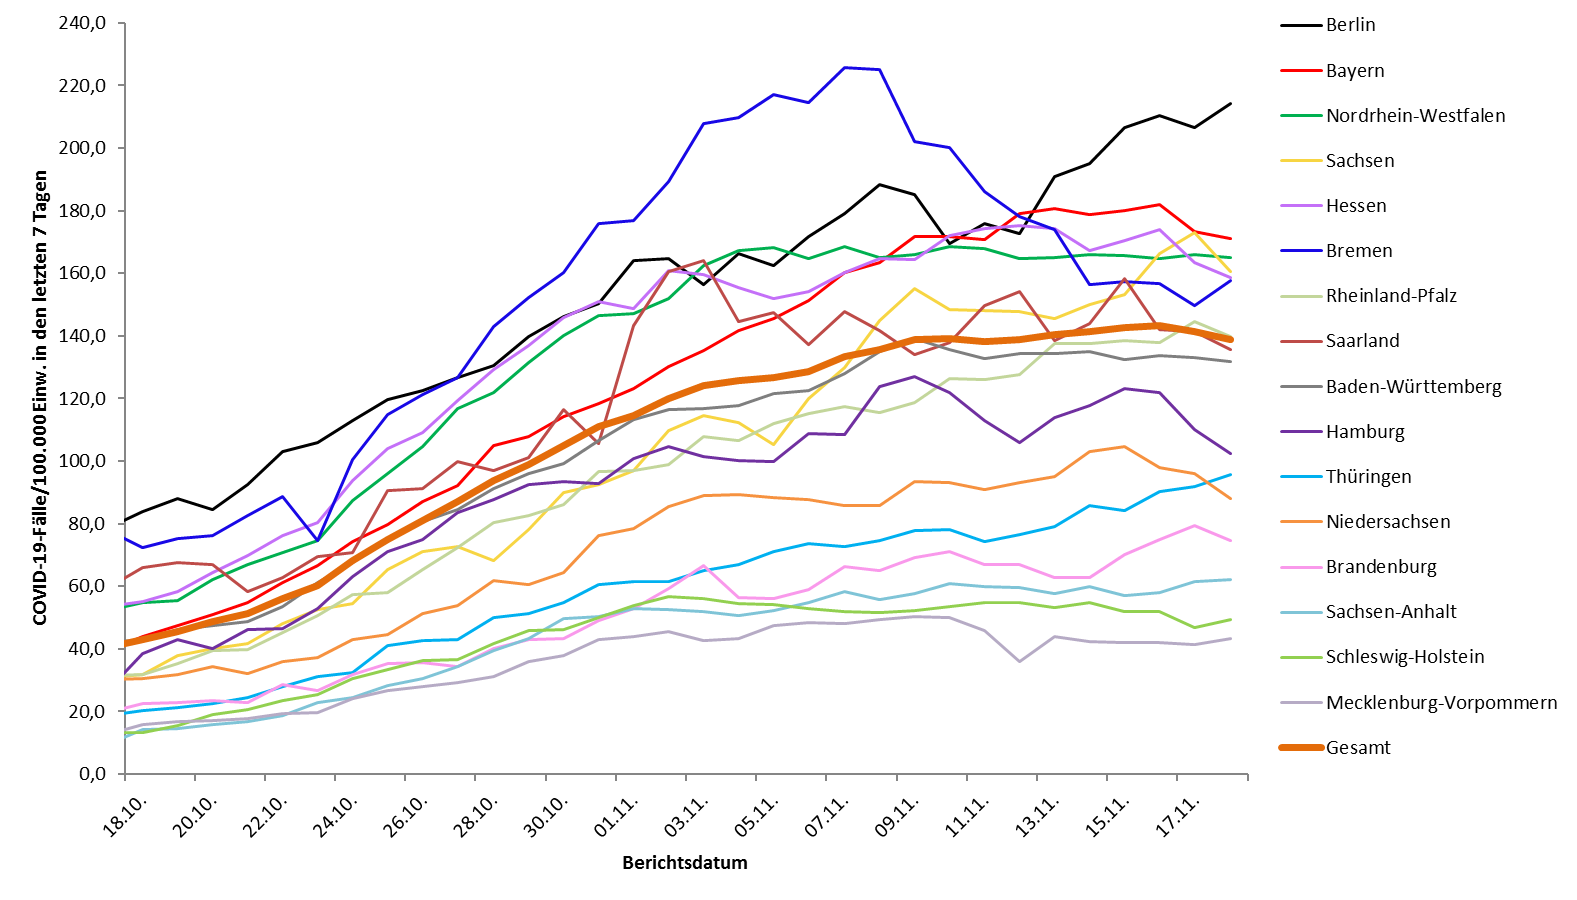 240,0
220,0
200,0
180,0
160,0
140,0
120,0
100,0
80,0
60,0
40,0
20,0
0,0
COVID-19-Fälle/100.000Einw. in den letzten 7 Tagen
18.10.
20.10.
22.10.
24.10.
26.10.
28.10.
30.10.
01.11.
03.11.
05.11.
07.11.
09.11.
11.11.
13.11.
15.11.
17.11.
Berichtsdatum
Berlin
Bayern
Nordrhein-Westfalen
Sachsen
Hessen
Bremen
Rheinland-Pfalz
Saarland
Baden-Württemberg
Hamburg
Thüringen
Niedersachsen
Brandenburg
Sachsen-Anhalt
Schleswig-Holstein
Mecklenburg-Vorpommern
Gesamt